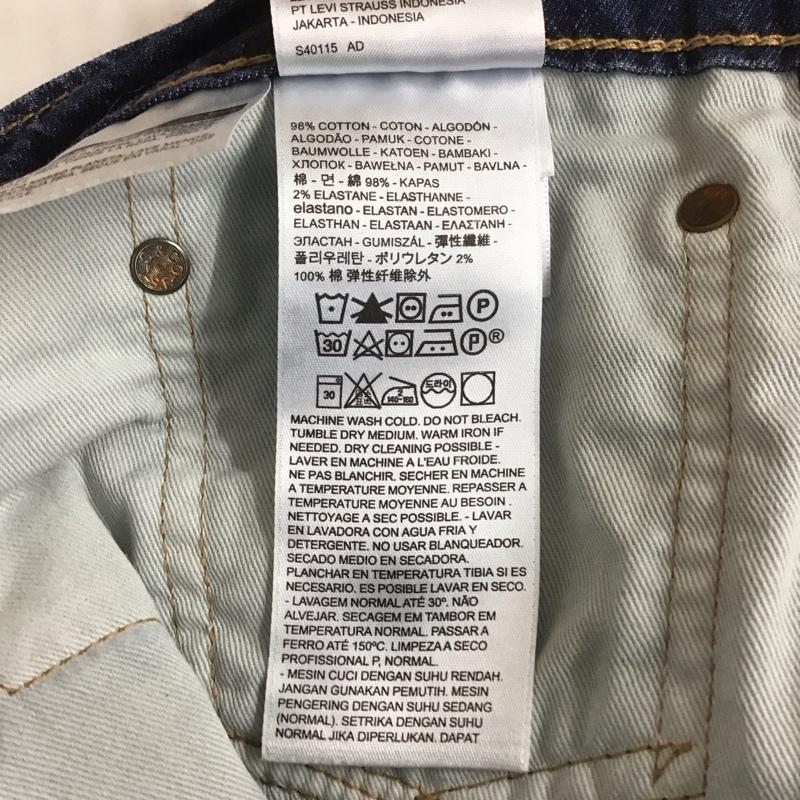 PT LEVI STRAUSS INDONESIA
JAKARTA - INDONESIA
S40115 AD
98% COTTON - COTON - ALGODÓN -
ALGODÃO - PAMUK - COTONE -
BAUMWOLLE - KATOEN - BAMBAKI -
ХЛОПОК - BAWEŁNA - PAMUT - BAVLNA -
棉 - 면 - 綿 98% - KAPAS
2% ELASTANE - ELASTHANNE -
elastano - ELASTAN - ELASTOMERO -
ELASTHAN - ELASTAAN - ΕΛΑΣΤΑΝΗ -
ЭЛАСТАН - GUMISZÁL - 彈性纖維 -
폴리우레탄 - ポリウレタン 2%
100% 棉 弹性纤维除外
P
30 P®
30 2 140-160 드라이
MACHINE WASH COLD. DO NOT BLEACH.
TUMBLE DRY MEDIUM. WARM IRON IF
NEEDED. DRY CLEANING POSSIBLE -
LAVER EN MACHINE A L'EAU FROIDE.
NE PAS BLANCHIR. SECHER EN MACHINE
A TEMPERATURE MOYENNE. REPASSER A
TEMPERATURE MOYENNE AU BESOIN .
NETTOYAGE A SEC POSSIBLE. - LAVAR
EN LAVADORA CON AGUA FRIA Y
DETERGENTE. NO USAR BLANQUEADOR.
SECADO MEDIO EN SECADORA.
PLANCHAR EN TEMPERATURA TIBIA SI ES
NECESARIO. ES POSIBLE LAVAR EN SECO.
- LAVAGEM NORMAL ATÉ 30º. NÃO
ALVEJAR. SECAGEM EM TAMBOR EM
TEMPERATURA NORMAL. PASSAR A
FERRO ATÉ 150ºC. LIMPEZA A SECO
PROFISSIONAL P, NORMAL.
- MESIN CUCI DENGAN SUHU RENDAH.
JANGAN GUNAKAN PEMUTIH. MESIN
PENGERING DENGAN SUHU SEDANG
(NORMAL). SETRIKA DENGAN SUHU
NORMAL JIKA DIPERLUKAN. DAPAT